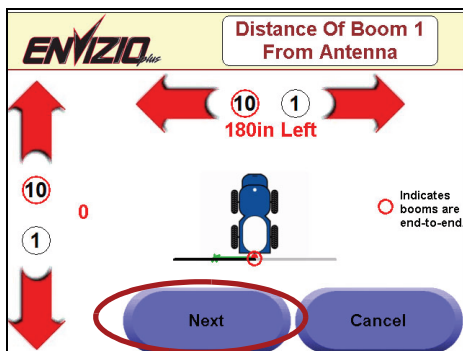 ENVIZIO plus
Distance Of Boom 1
From Antenna
10 1
180in Left
10
0
1
Indicates
booms are
end-to-end.
Next
Cancel